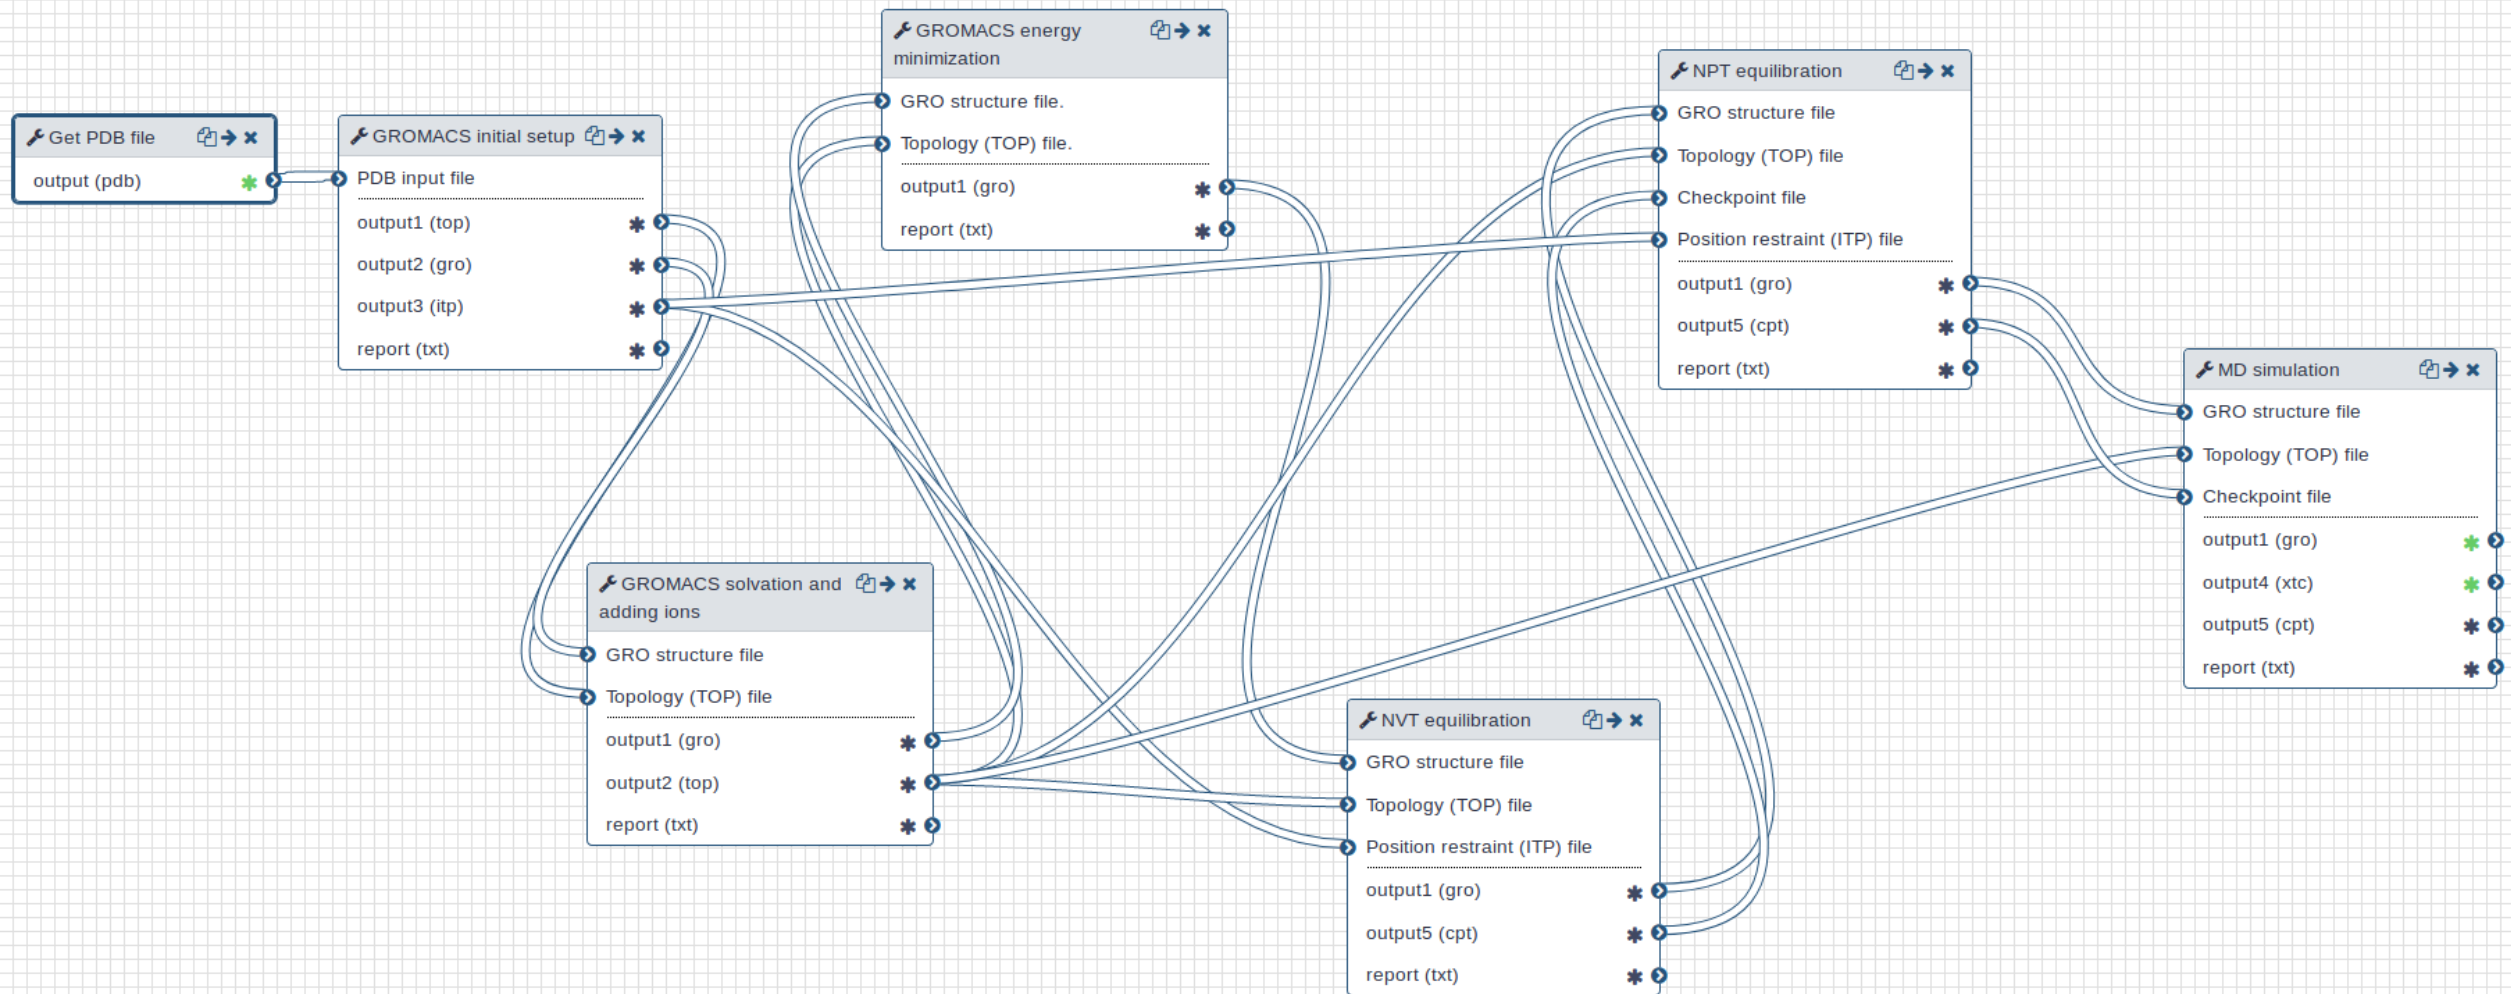 Get PDB file
output (pdb)
GROMACS initial setup
PDB input file
output1 (top)
output2 (gro)
output3 (itp)
report (txt)
GROMACS energy
minimization
GRO structure file.
Topology (TOP) file.
output1 (gro)
report (txt)
GROMACS solvation and
adding ions
GRO structure file
Topology (TOP) file
output1 (gro)
output2 (top)
report (txt)
NVT equilibration
GRO structure file
Topology (TOP) file
Position restraint (ITP) file
output1 (gro)
output5 (cpt)
report (txt)
NPT equilibration
GRO structure file
Topology (TOP) file
Checkpoint file
Position restraint (ITP) file
output1 (gro)
output5 (cpt)
report (txt)
MD simulation
GRO structure file
Topology (TOP) file
Checkpoint file
output1 (gro)
output4 (xtc)
output5 (cpt)
report (txt)